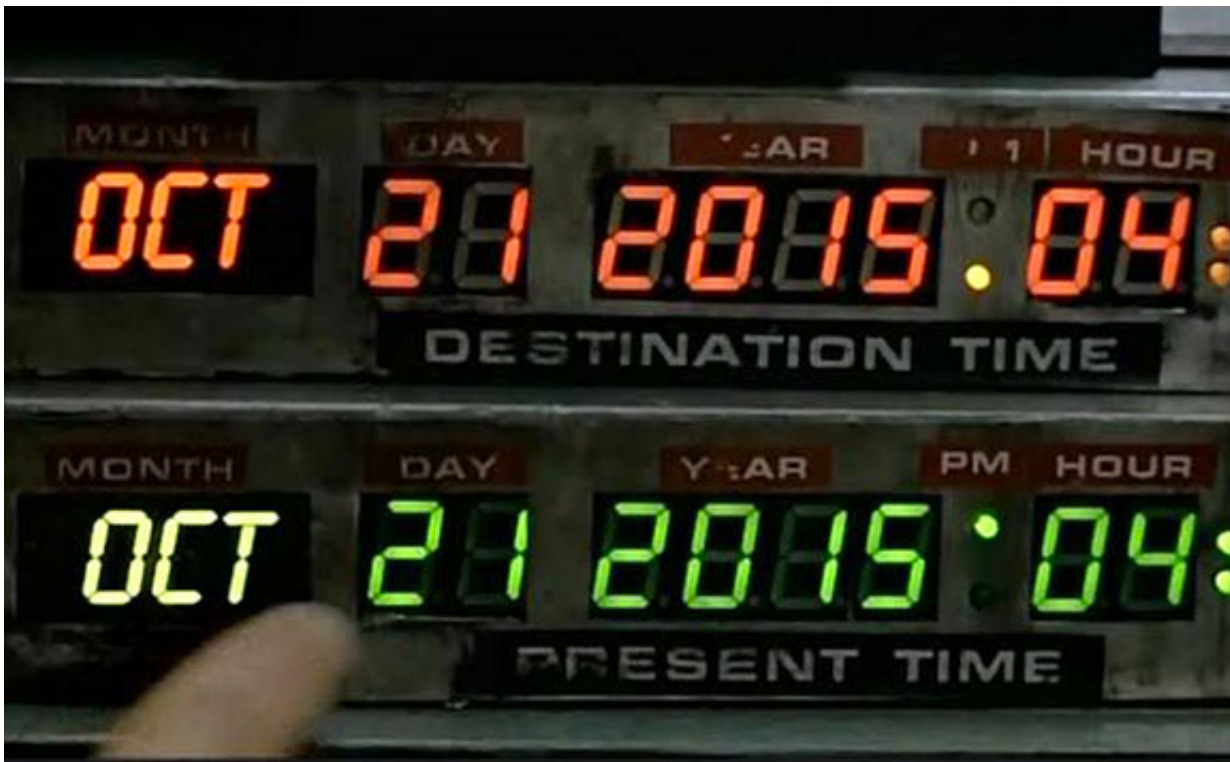 MONTH DAY HOUR
OCT 21 2015 04:
DESTINATION TIME
MONTH DAY YEAR PM HOUR
OCT 21 2015 04:
PRESENT TIME